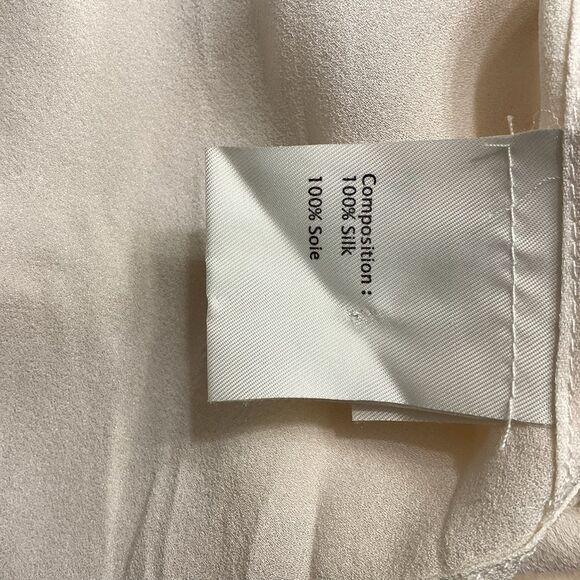 Composition :
100% Silk
100% Soie